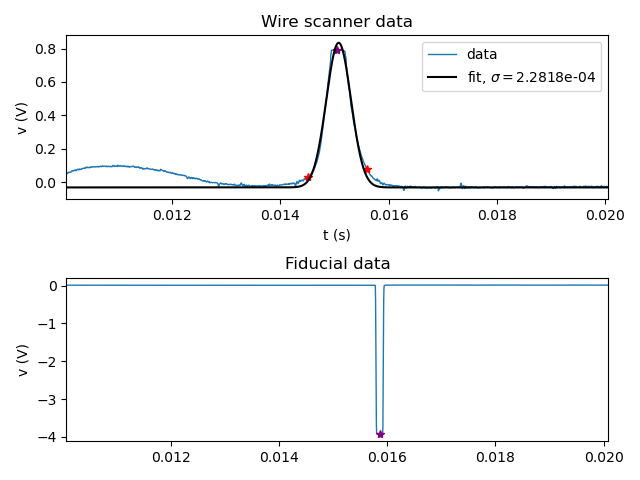 Wire scanner data
v (V)
0.8
0.6
0.4
0.2
0.0
data
fit, σ = 2.2818e-04
0.012
0.014
0.016
0.018
0.020
t (s)
Fiducial data
v (V)
0
−1
−2
−3
−4
0.012
0.014
0.016
0.018
0.020